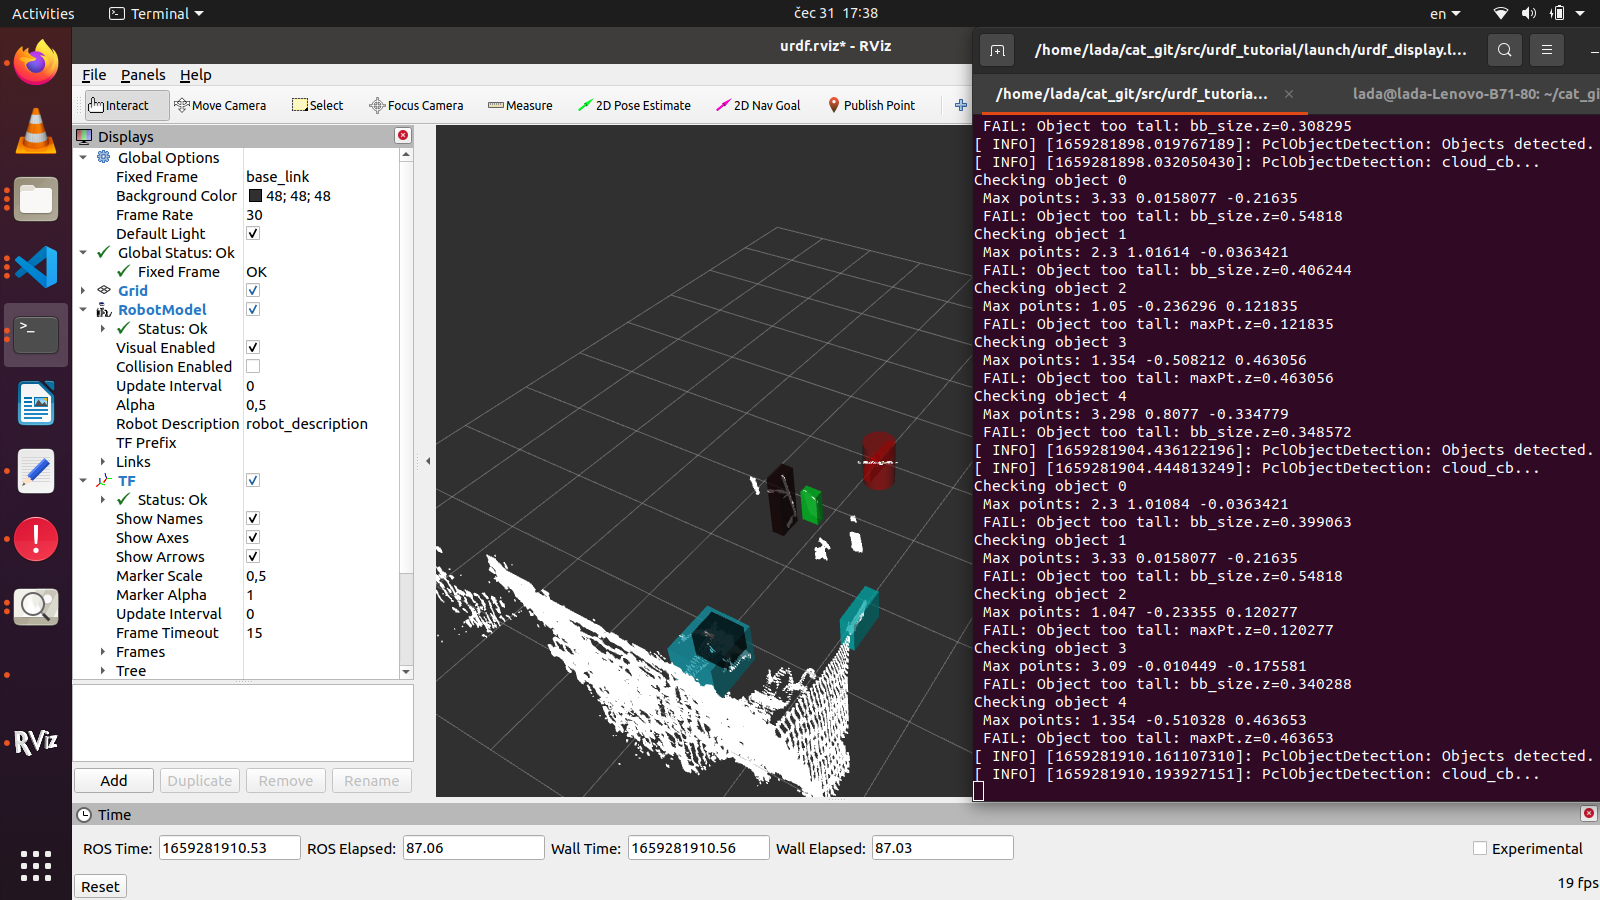 Activities
Terminal
čec 31 17:38
en
urdf.rviz* - RViz
File Panels Help
Interact
Move Camera
Select
Focus Camera
Measure
2D Pose Estimate
2D Nav Goal
Publish Point
Displays
Global Options
Fixed Frame base_link
Background Color 48; 48; 48
Frame Rate 30
Default Light
Global Status: Ok
Fixed Frame OK
Grid
RobotModel
Status: Ok
Visual Enabled
Collision Enabled
Update Interval 0
Alpha 0,5
Robot Description robot_description
TF Prefix
Links
TF
Status: Ok
Show Names
Show Axes
Show Arrows
Marker Scale 0,5
Marker Alpha 1
Update Interval 0
Frame Timeout 15
Frames
Tree
Add Duplicate Remove Rename
RViz
/home/lada/cat_git/src/urdf_tutorial/launch/urdf_display.l...
/home/lada/cat_git/src/urdf_tutoria...
lada@lada-Lenovo-B71-80: ~/cat_gi
FAIL: Object too tall: bb_size.z=0.308295
[ INFO] [1659281898.019767189]: PclObjectDetection: Objects detected.
[ INFO] [1659281898.032050430]: PclObjectDetection: cloud_cb...
Checking object 0
Max points: 3.33 0.0158077 -0.21635
FAIL: Object too tall: bb_size.z=0.54818
Checking object 1
Max points: 2.3 1.01614 -0.0363421
FAIL: Object too tall: bb_size.z=0.406244
Checking object 2
Max points: 1.05 -0.236296 0.121835
FAIL: Object too tall: maxPt.z=0.121835
Checking object 3
Max points: 1.354 -0.508212 0.463056
FAIL: Object too tall: maxPt.z=0.463056
Checking object 4
Max points: 3.298 0.8077 -0.334779
FAIL: Object too tall: bb_size.z=0.348572
[ INFO] [1659281904.436122196]: PclObjectDetection: Objects detected.
[ INFO] [1659281904.444813249]: PclObjectDetection: cloud_cb...
Checking object 0
Max points: 2.3 1.01084 -0.0363421
FAIL: Object too tall: bb_size.z=0.399063
Checking object 1
Max points: 3.33 0.0158077 -0.21635
FAIL: Object too tall: bb_size.z=0.54818
Checking object 2
Max points: 1.047 -0.23355 0.120277
FAIL: Object too tall: maxPt.z=0.120277
Checking object 3
Max points: 3.09 -0.010449 -0.175581
FAIL: Object too tall: bb_size.z=0.340288
Checking object 4
Max points: 1.354 -0.510328 0.463653
FAIL: Object too tall: maxPt.z=0.463653
[ INFO] [1659281910.161107310]: PclObjectDetection: Objects detected.
[ INFO] [1659281910.193927151]: PclObjectDetection: cloud_cb...
Time
ROS Time: 1659281910.53 ROS Elapsed: 87.06 Wall Time: 1659281910.56 Wall Elapsed: 87.03 Experimental
Reset
19 fps